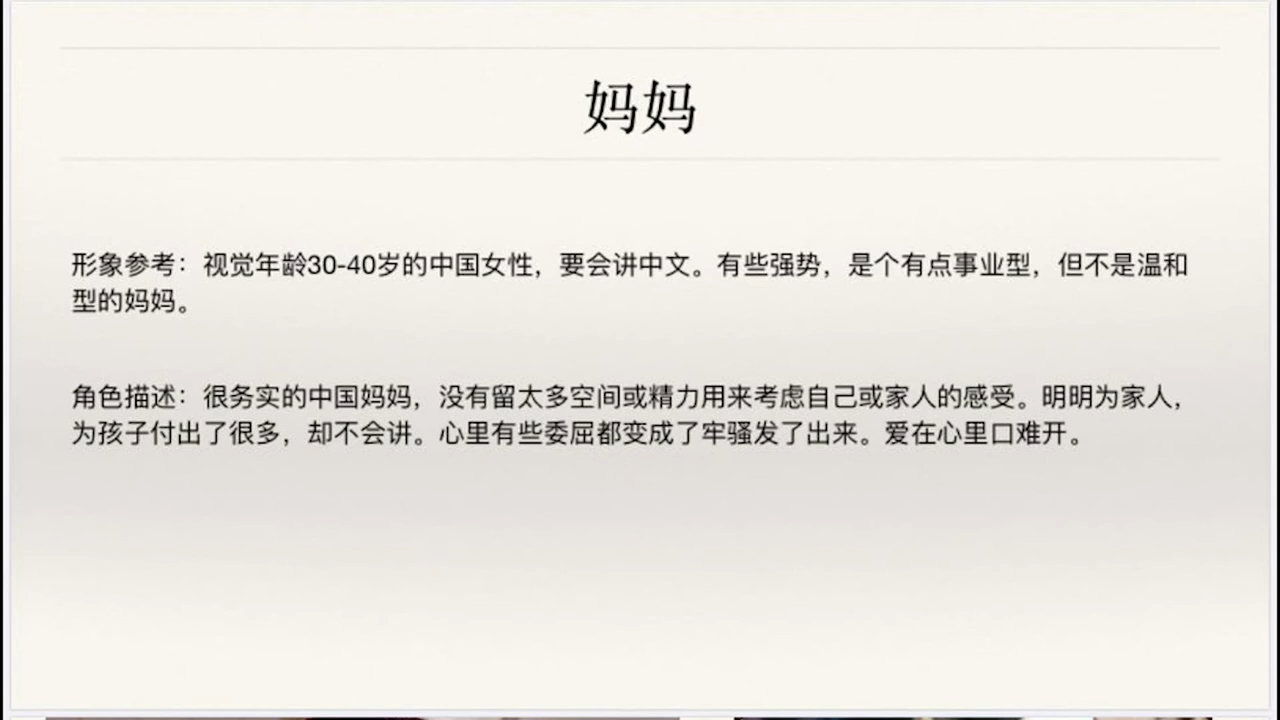 妈妈
形象参考：视觉年龄30-40岁的中国女性，要会讲中文。有些强势，是个有点事业型，但不是温和
型的妈妈。
角色描述：很务实的中国妈妈，没有留太多空间或精力用来考虑自己或家人的感受。明明为家人，
为孩子付出了很多，却不会讲。心里有些委屈都变成了牢骚发了出来。爱在心里口难开。